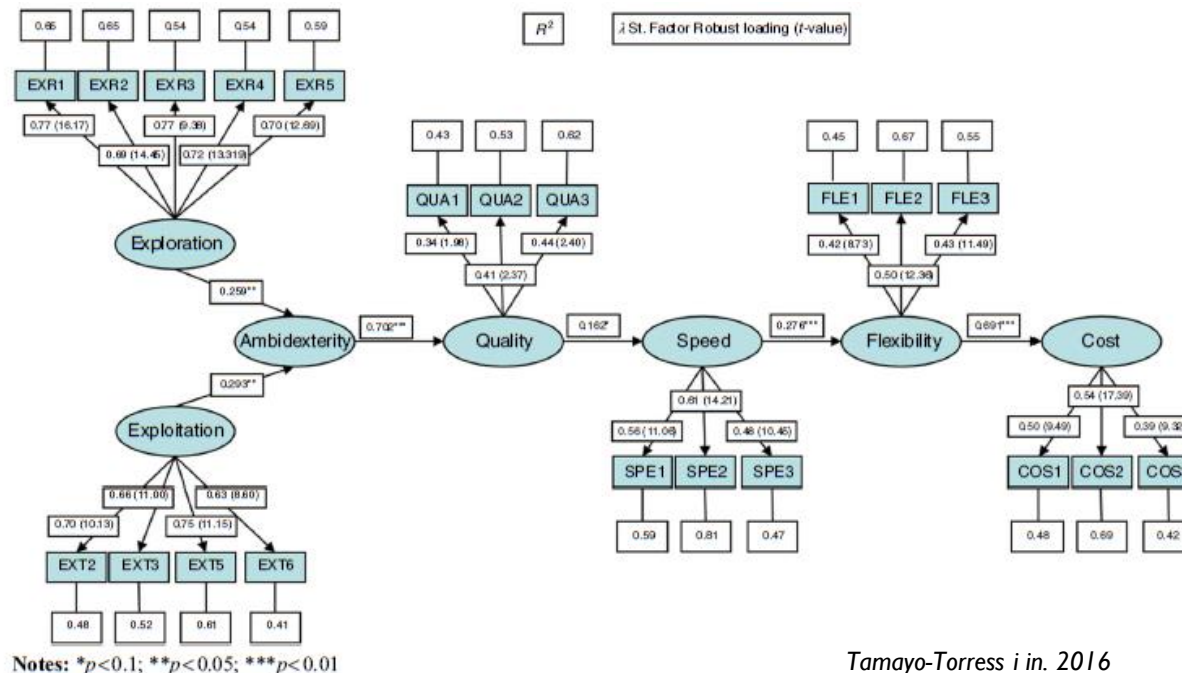 0.66 0.65 0.54 0.54 0.59
R² λ St. Factor Robust loading (t-value)
EXR1 EXR2 EXR3 EXR4 EXR5
0.77 (16.17) 0.77 (9.38) 0.70 (12.69)
0.69 (14.45) 0.72 (13.319)
0.43 0.53 0.62
0.45 0.67 0.55
QUA1 QUA2 QUA3
FLE1 FLE2 FLE3
Exploration
0.34 (1.98) 0.44 (2.40)
0.42 (8.73) 0.43 (11.49)
0.41 (2.37)
0.50 (12.36)
0.259**
Ambidexterity 0.702*** Quality 0.162* Speed 0.276*** Flexibility 0.691*** Cost
0.293**
Exploitation
0.61 (14.21)
0.54 (17.39)
0.56 (11.06) 0.48 (10.46)
0.50 (9.49) 0.39 (9.32
SPE1 SPE2 SPE3
COS1 COS2 COS
0.66 (11.00) 0.63 (8.60)
0.70 (10.13) 0.75 (11.15)
0.59 0.81 0.47
0.48 0.69 0.42
EXT2 EXT3 EXT5 EXT6
0.48 0.52 0.61 0.41
Notes: *p<0.1; **p<0.05; ***p<0.01
Tamayo-Torress i in. 2016